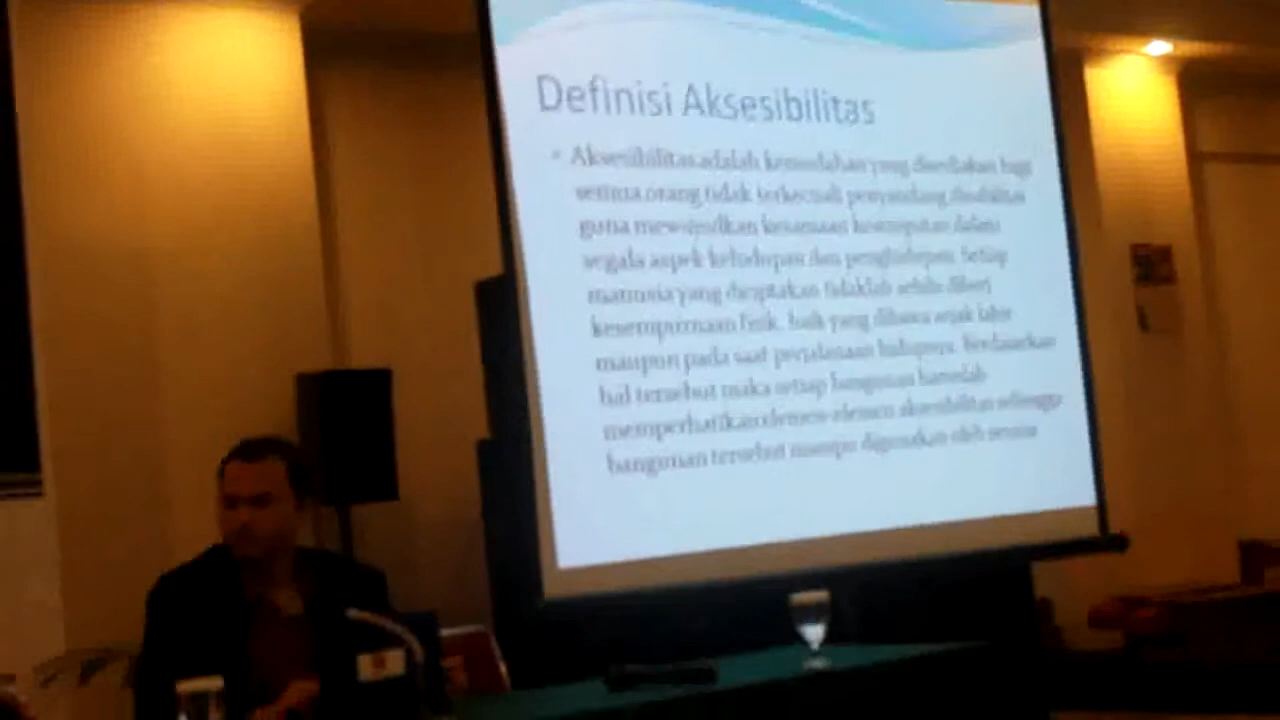 Definisi Aksesibilitas
Aksesibilitas adalah kemudahan yang disediakan bagi
semua orang tidak terkecuali penyandang disabilitas
guna mewujudkan kesamaan kesempatan dalam
segala aspek kehidupan dan penghidupan. Setiap
manusia yang diciptakan tidaklah selalu diberi
kesempurnaan fisik, baik yang dibawa sejak lahir
maupun pada saat perjalanan hidupnya. Berdasarkan
hal tersebut maka setiap bangunan haruslah
memperhatikan elemen-elemen aksesibilitas sehingga
bangunan tersebut mampu digunakan oleh semua